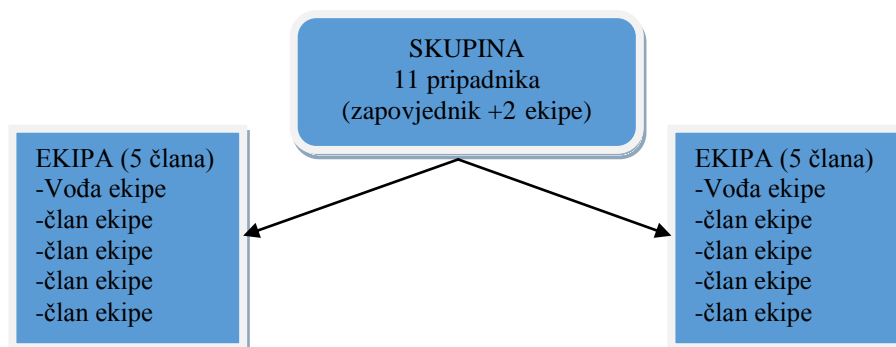 SKUPINA
11 pripadnika
(zapovjednik +2 ekipe)
EKIPA (5 člana)
-Vođa ekipe
-član ekipe
-član ekipe
-član ekipe
-član ekipe
EKIPA (5 člana)
-Vođa ekipe
-član ekipe
-član ekipe
-član ekipe
-član ekipe